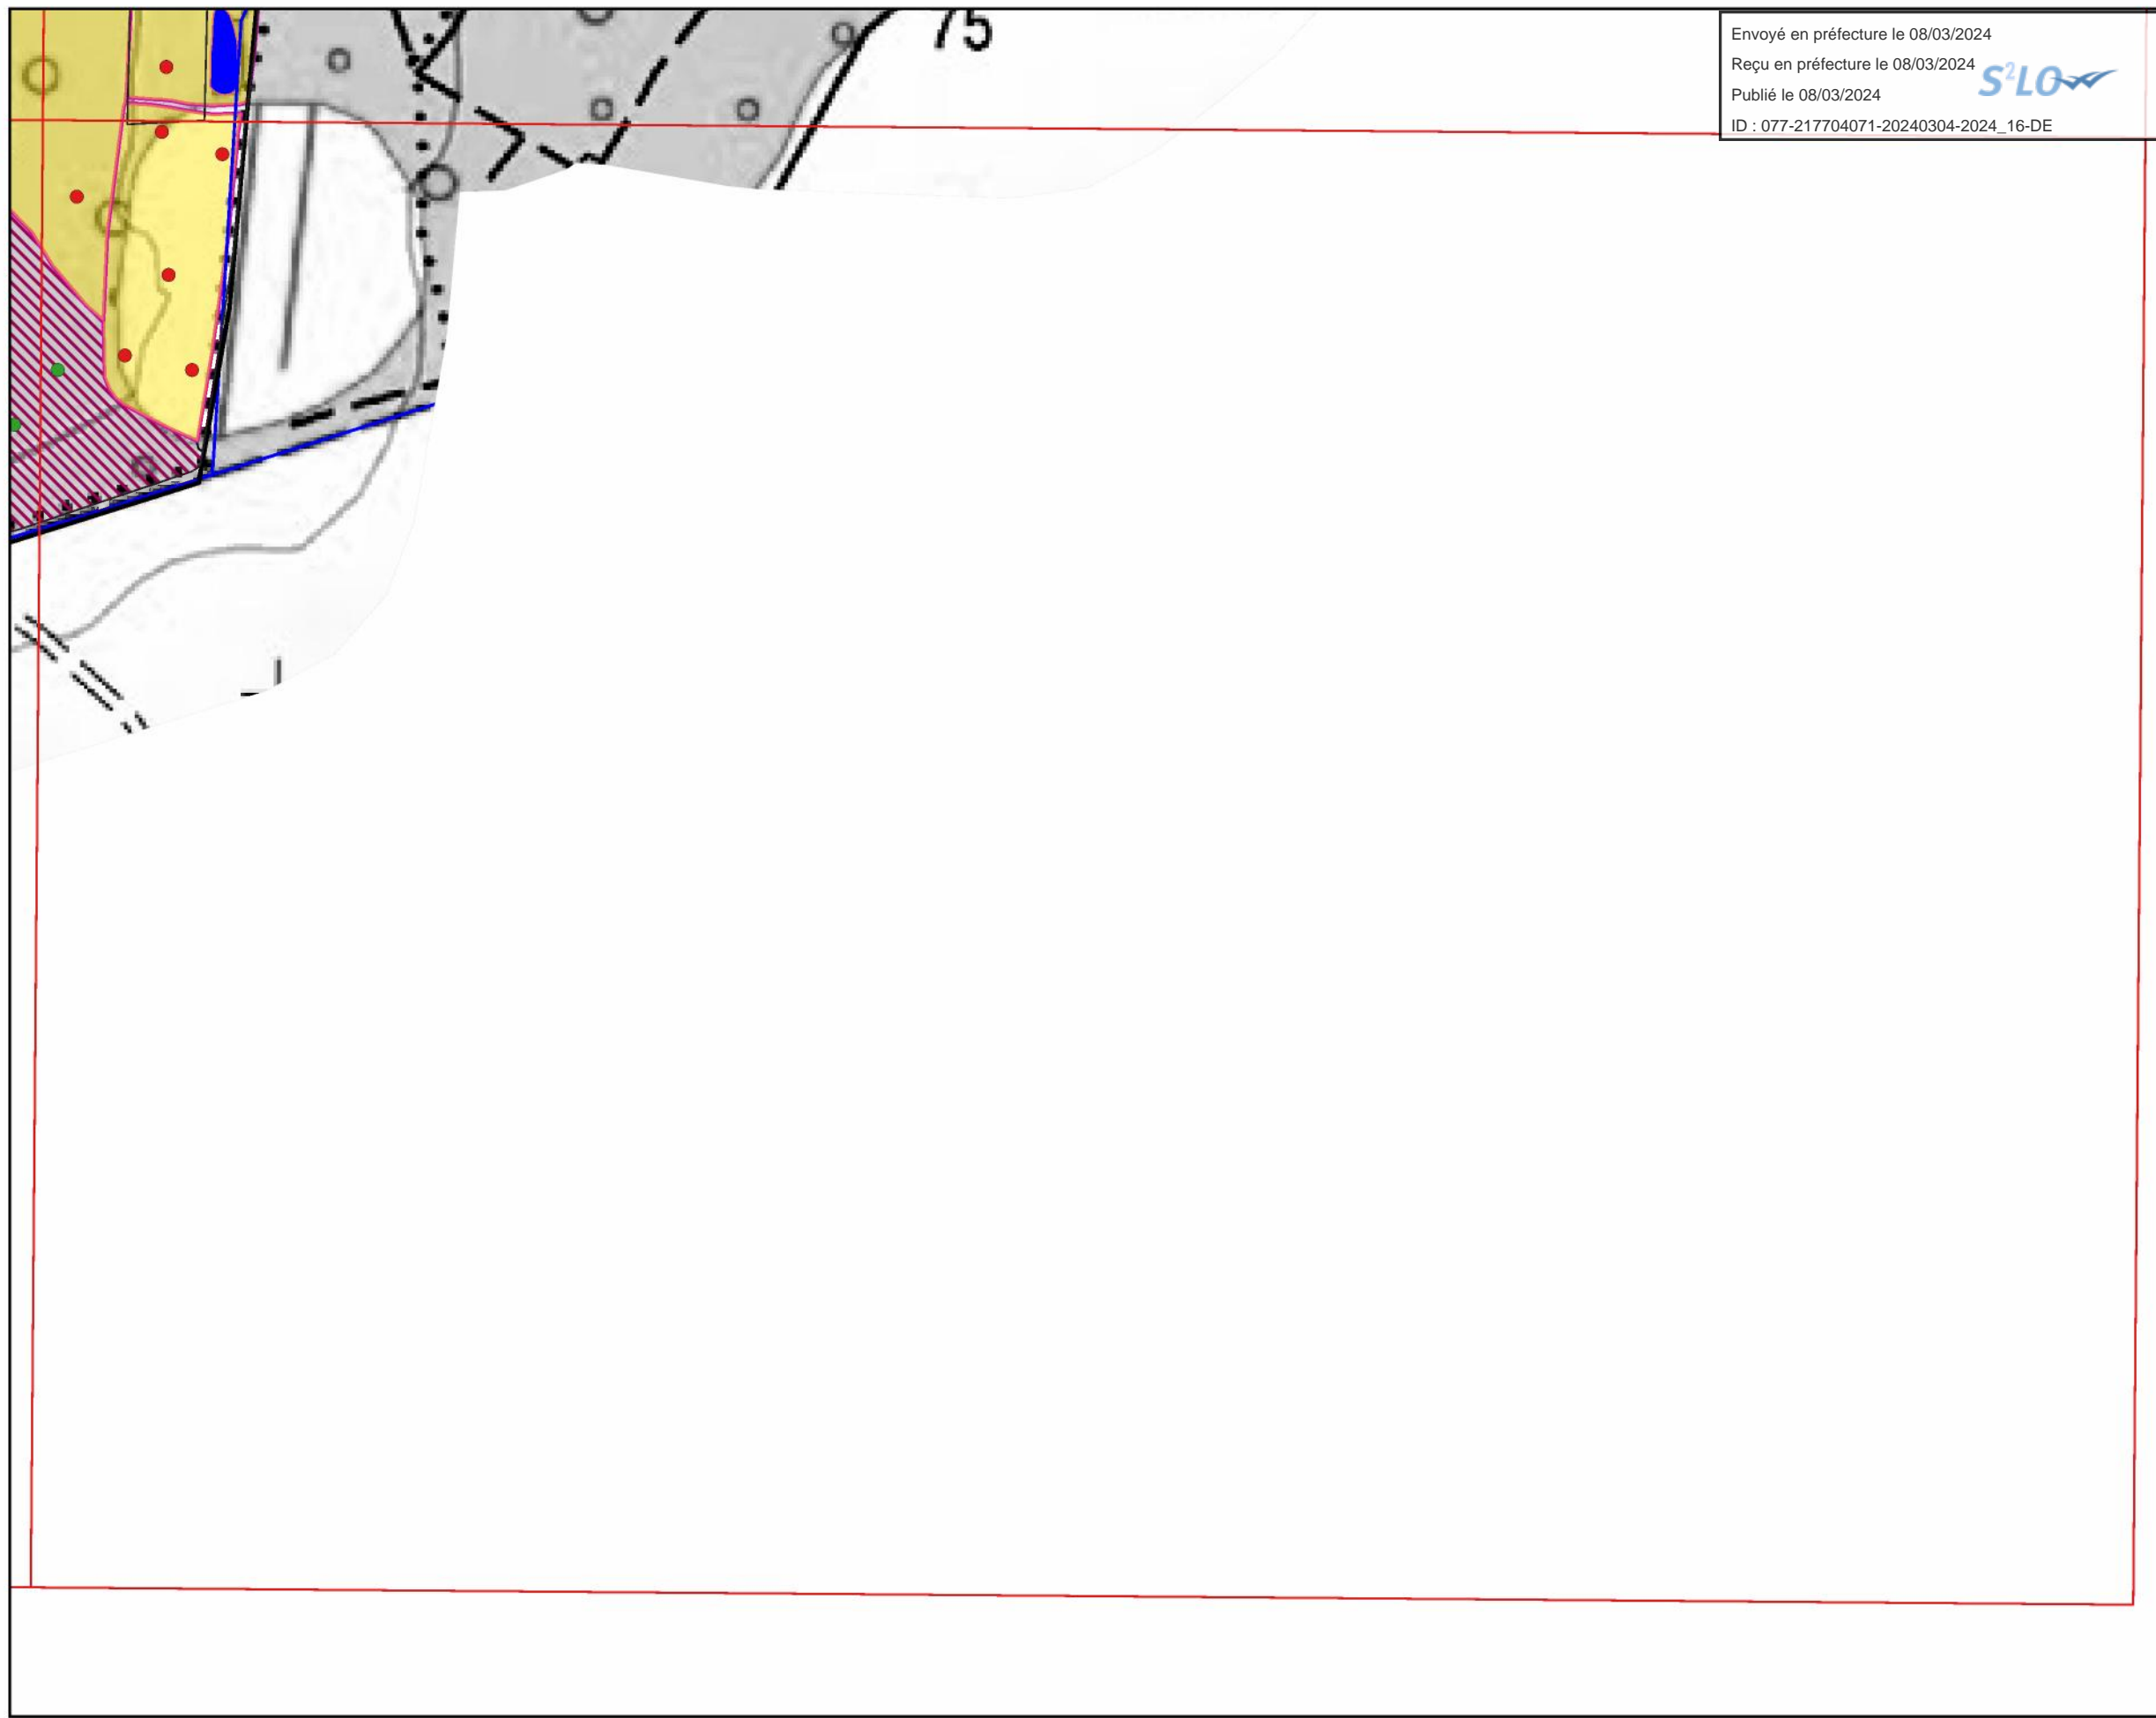 75
Envoyé en préfecture le 08/03/2024
Reçu en préfecture le 08/03/2024
S²LO
Publié le 08/03/2024
ID : 077-217704071-20240304-2024_16-DE